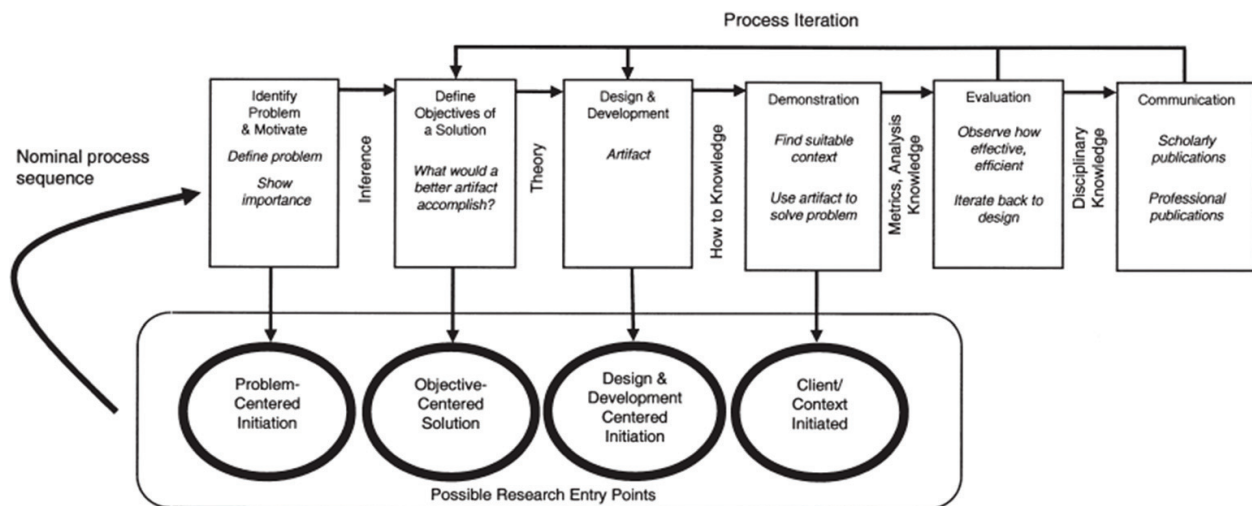 Process Iteration
Nominal process
sequence
Identify
Problem
& Motivate
Define problem
Show
importance
Inference
Define
Objectives of
a Solution
What would a
better artifact
accomplish?
Theory
Design &
Development
Artifact
How to Knowledge
Demonstration
Find suitable
context
Use artifact to
solve problem
Metrics, Analysis
Knowledge
Evaluation
Observe how
effective,
efficient
Iterate back to
design
Disciplinary
Knowledge
Communication
Scholarly
publications
Professional
publications
Problem-
Centered
Initiation
Objective-
Centered
Solution
Design &
Development
Centered
Initiation
Client/
Context
Initiated
Possible Research Entry Points